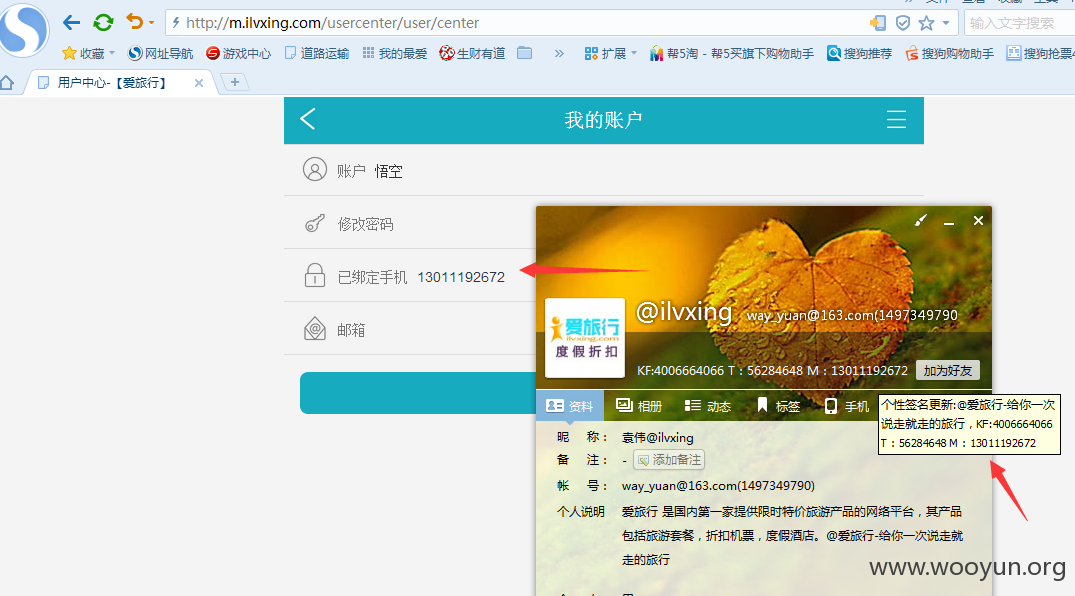 http://m.ilvxing.com/usercenter/user/center
输入文字搜索
收藏 网址导航 游戏中心 道路运输 我的最爱 生财有道 » 扩展 帮5淘 - 帮5买旗下购物助手 搜狗推荐 搜狗购物助手 搜狗抢票4
用户中心-【爱旅行】
我的账户
账户 悟空
修改密码
已绑定手机 13011192672
邮箱
爱旅行
ilvxing.com
度假折扣
@ilvxing way_yuan@163.com(1497349790
KF:4006664066 T：56284648 M：13011192672 加为好友
资料 相册 动态 标签 手机
个性签名更新:@爱旅行-给你一次
说走就走的旅行，KF:4006664066
T：56284648 M：13011192672
昵 称： 袁伟@ilvxing
备 注： - 添加备注
帐 号： way_yuan@163.com(1497349790)
个人说明 爱旅行 是国内第一家提供限时特价旅游产品的网络平台，其产品
包括旅游套餐，折扣机票，度假酒店。@爱旅行-给你一次说走就
走的旅行
www.wooyun.org